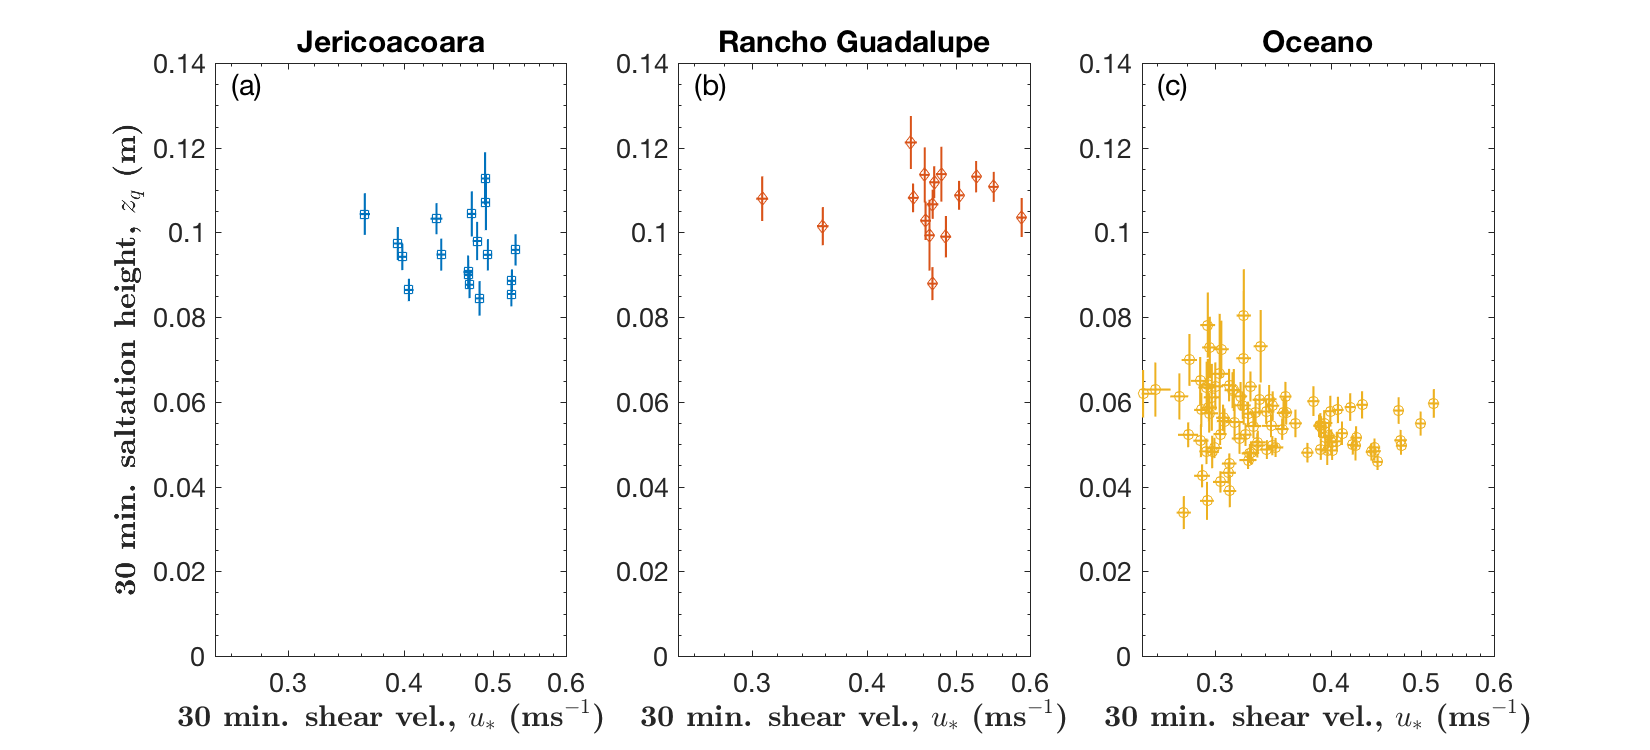 Jericoacoara
Rancho Guadalupe
Oceano
30 min. saltation height, z_q (m)
(a)
0.14
0.12
0.1
0.08
0.06
0.04
0.02
0
0.3 0.4 0.5 0.6
30 min. shear vel., u_* (ms^{-1})
(b)
0.14
0.12
0.1
0.08
0.06
0.04
0.02
0
0.3 0.4 0.5 0.6
30 min. shear vel., u_* (ms^{-1})
(c)
0.14
0.12
0.1
0.08
0.06
0.04
0.02
0
0.3 0.4 0.5 0.6
30 min. shear vel., u_* (ms^{-1})